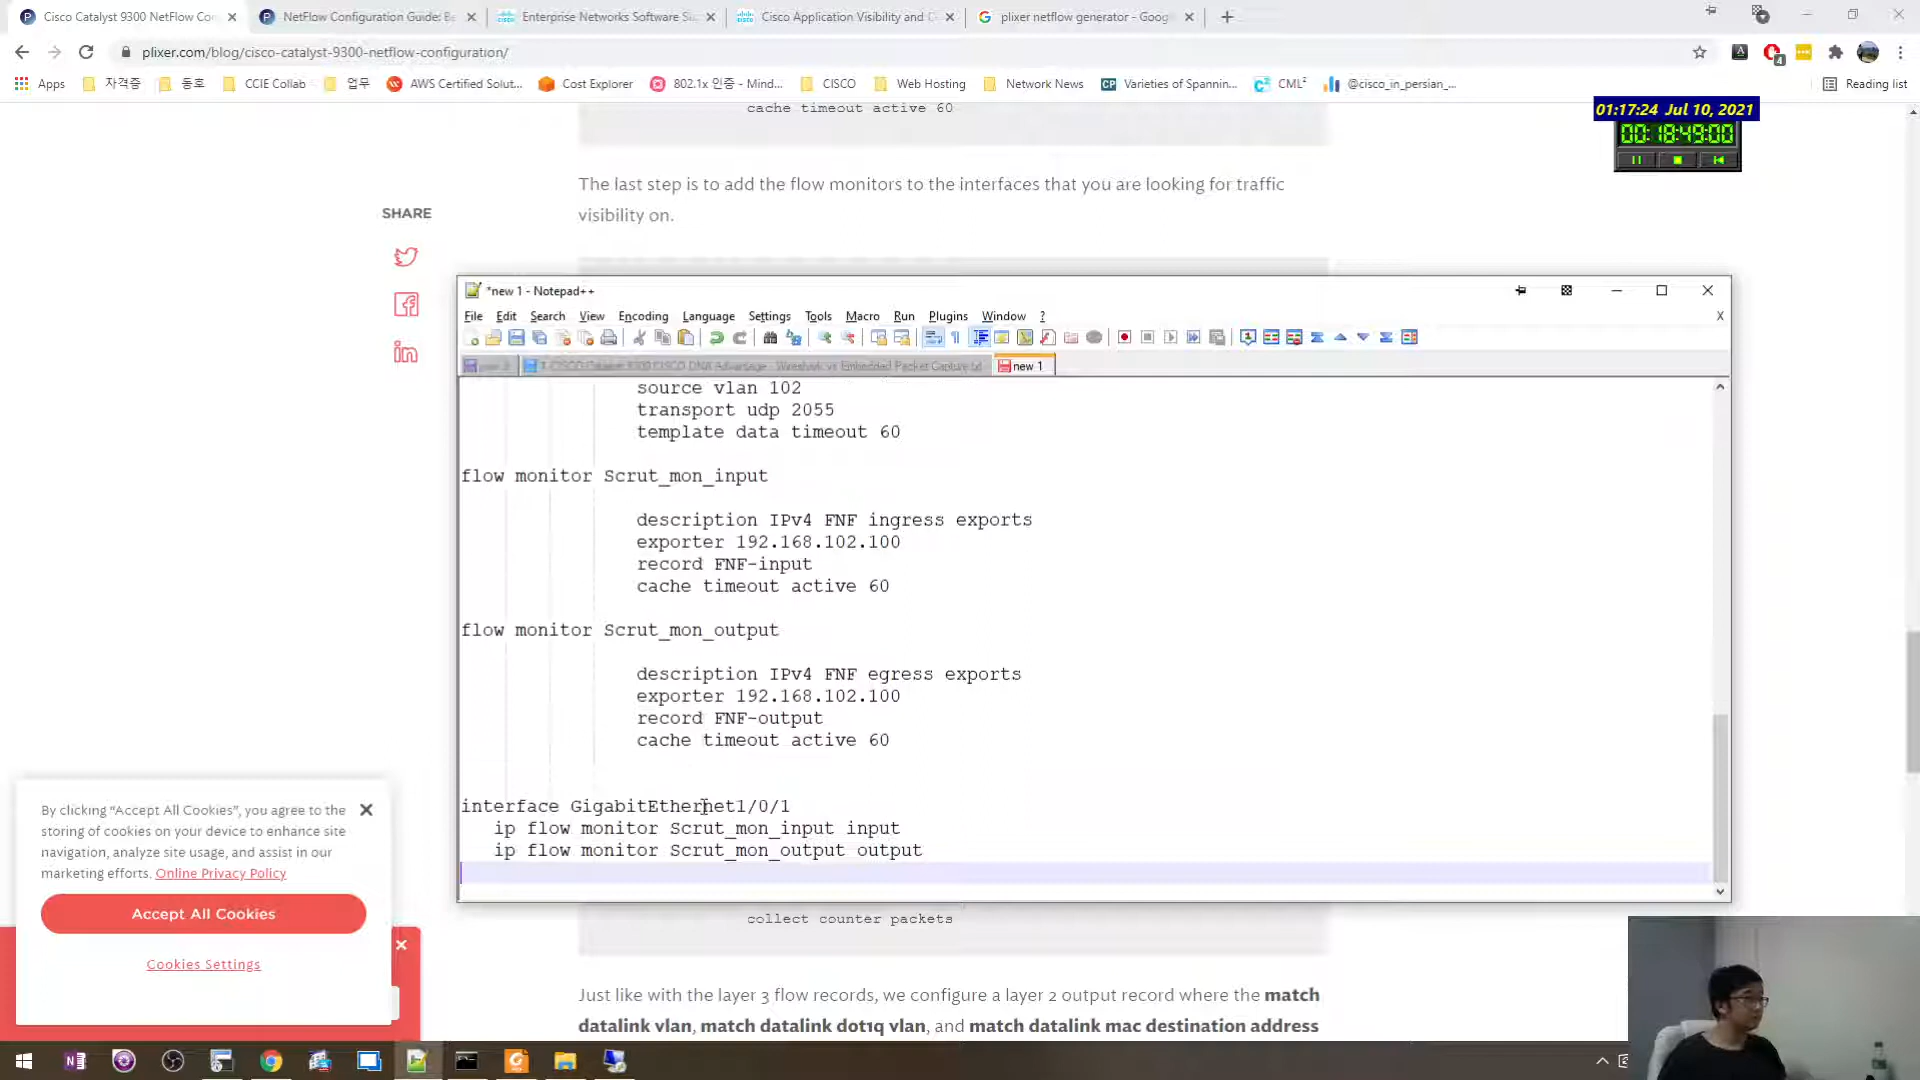 Cisco Catalyst 9300 NetFlow Co
NetFlow Configuration Guide: Be
Enterprise Networks Software Su
Cisco Application Visibility and
plixer netflow generator - Goog
plixer.com/blog/cisco-catalyst-9300-netflow-configuration/
4
Apps
자격증
동호
CCIE Collab
업무
AWS Certified Solut...
Cost Explorer
802.1x 인증 - Mind...
CISCO
Web Hosting
Network News
CP
Varieties of Spannin...
CML²
@cisco_in_persian_...
Reading list
cache timeout active 60
01:17:24 Jul 10, 2021
00:18:49:00
The last step is to add the flow monitors to the interfaces that you are looking for traffic
visibility on.
SHARE
*new 1 - Notepad++
File Edit Search View Encoding Language Settings Tools Macro Run Plugins Window ?
X
new 1
source vlan 102
transport udp 2055
template data timeout 60
flow monitor Scrut_mon_input
description IPv4 FNF ingress exports
exporter 192.168.102.100
record FNF-input
cache timeout active 60
flow monitor Scrut_mon_output
description IPv4 FNF egress exports
exporter 192.168.102.100
record FNF-output
cache timeout active 60
interface GigabitEthernet1/0/1
ip flow monitor Scrut_mon_input input
ip flow monitor Scrut_mon_output output
By clicking “Accept All Cookies”, you agree to the
storing of cookies on your device to enhance site
navigation, analyze site usage, and assist in our
marketing efforts. Online Privacy Policy
Accept All Cookies
Cookies Settings
collect counter packets
Just like with the layer 3 flow records, we configure a layer 2 output record where the match
datalink vlan, match datalink dot1q vlan, and match datalink mac destination address